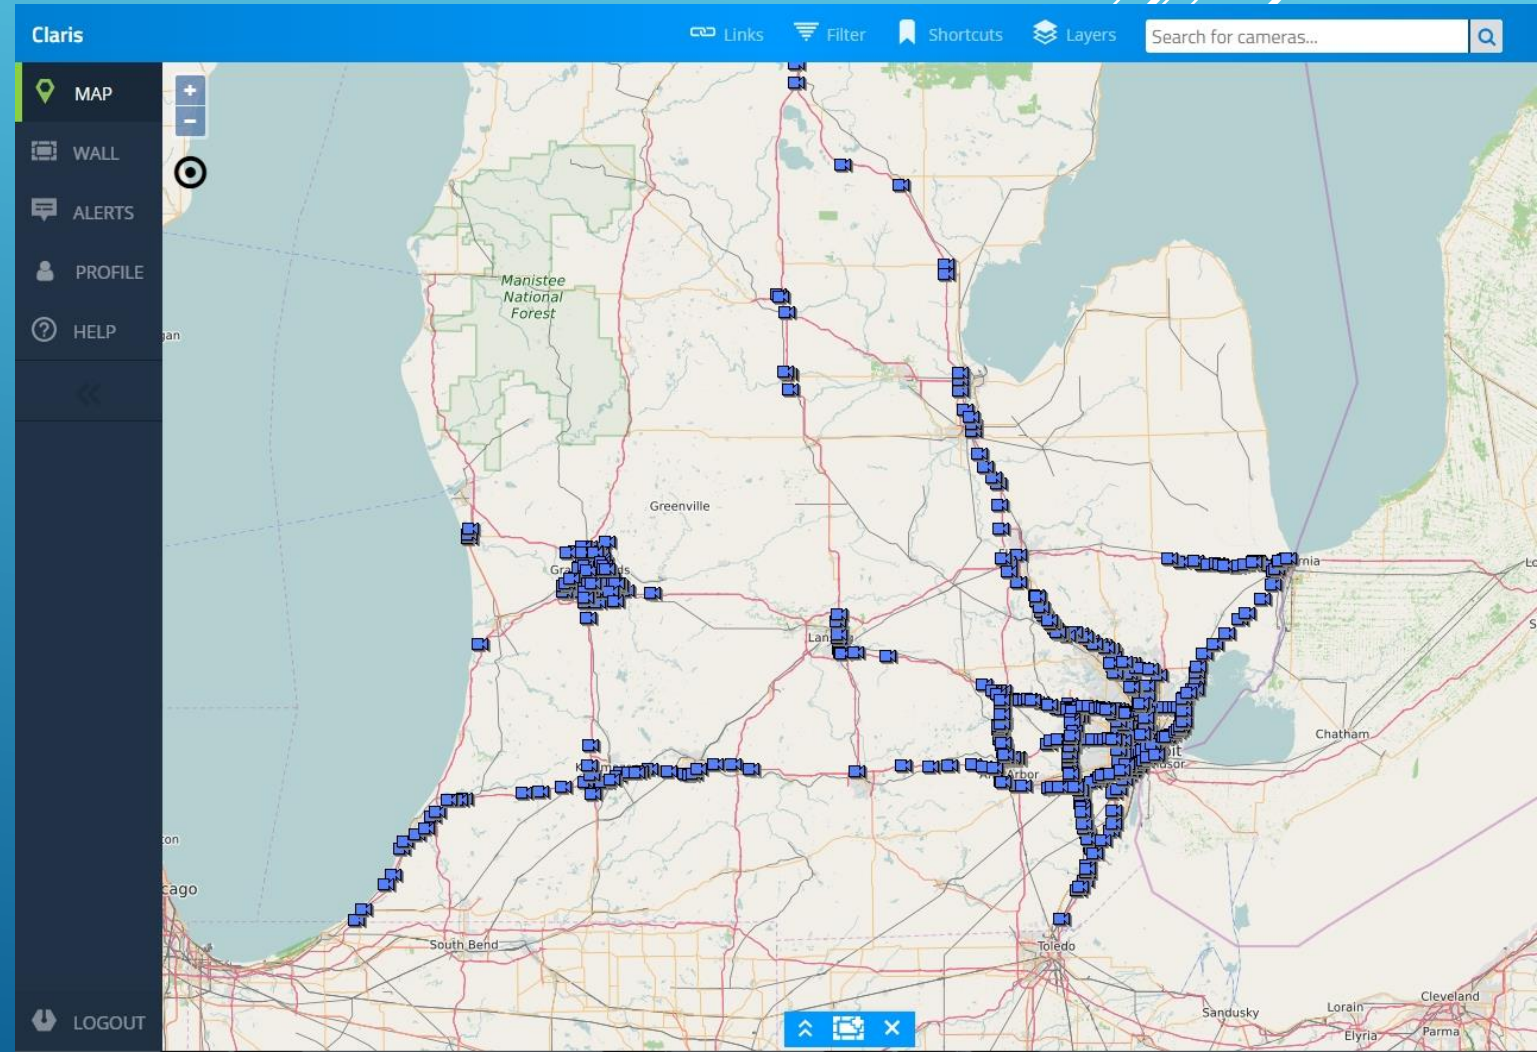 Claris
Links
Filter
Shortcuts
Layers
Search for cameras...
MAP
WALL
ALERTS
PROFILE
HELP
LOGOUT
Manistee
National
Forest
Greenville
Chatham
South Bend
Toledo
Sandusky
Lorain
Cleveland
Elyria
Parma